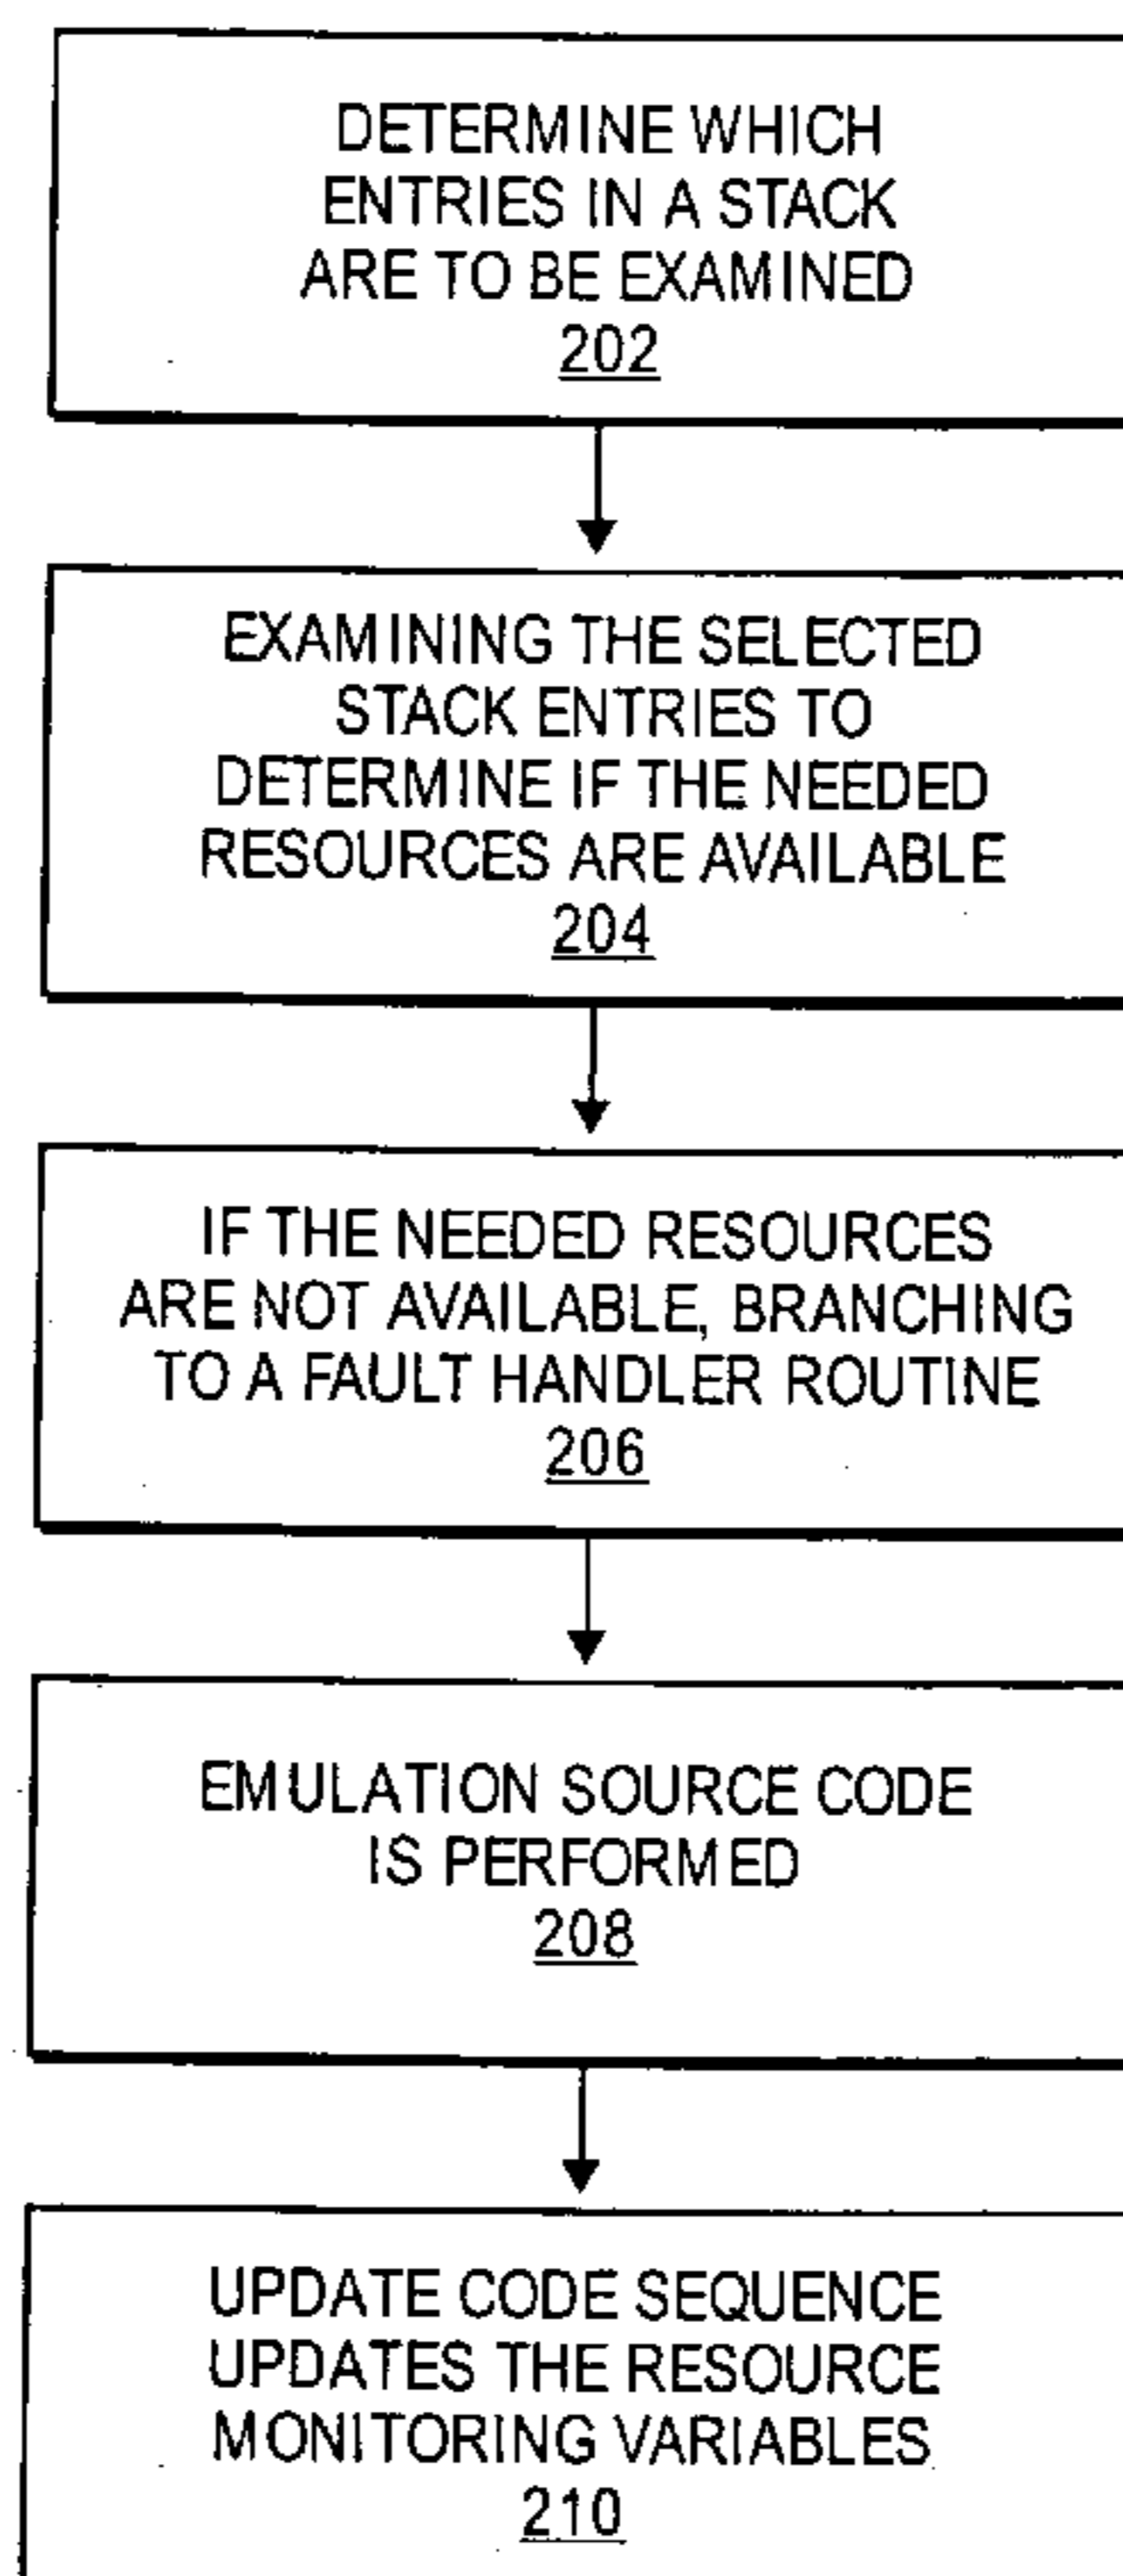 DETERMINE WHICH
ENTRIES IN A STACK
ARE TO BE EXAMINED
202
EXAMINING THE SELECTED
STACK ENTRIES TO
DETERMINE IF THE NEEDED
RESOURCES ARE AVAILABLE
204
IF THE NEEDED RESOURCES
ARE NOT AVAILABLE, BRANCHING
TO A FAULT HANDLER ROUTINE
206
EMULATION SOURCE CODE
IS PERFORMED
208
UPDATE CODE SEQUENCE
UPDATES THE RESOURCE
MONITORING VARIABLES
210